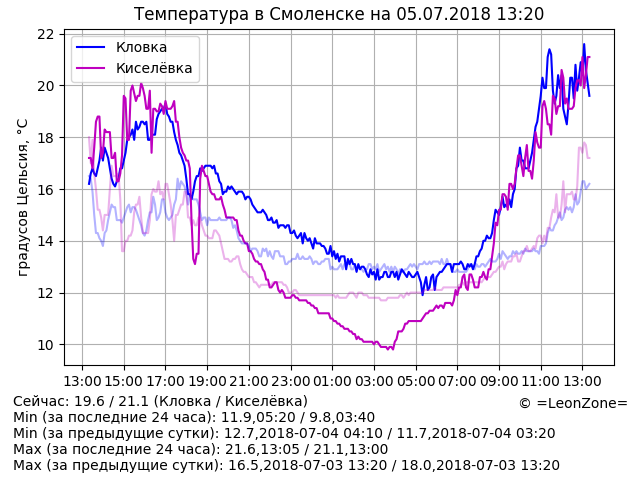 Температура в Смоленске на 05.07.2018 13:20
Кловка
Киселёвка
градусов Цельсия, °C
22
20
18
16
14
12
10
13:00 15:00 17:00 19:00 21:00 23:00 01:00 03:00 05:00 07:00 09:00 11:00 13:00
Сейчас: 19.6 / 21.1 (Кловка / Киселёвка)
© =LeonZone=
Min (за последние 24 часа): 11.9,05:20 / 9.8,03:40
Min (за предыдущие сутки): 12.7,2018-07-04 04:10 / 11.7,2018-07-04 03:20
Max (за последние 24 часа): 21.6,13:05 / 21.1,13:00
Max (за предыдущие сутки): 16.5,2018-07-03 13:20 / 18.0,2018-07-03 13:20